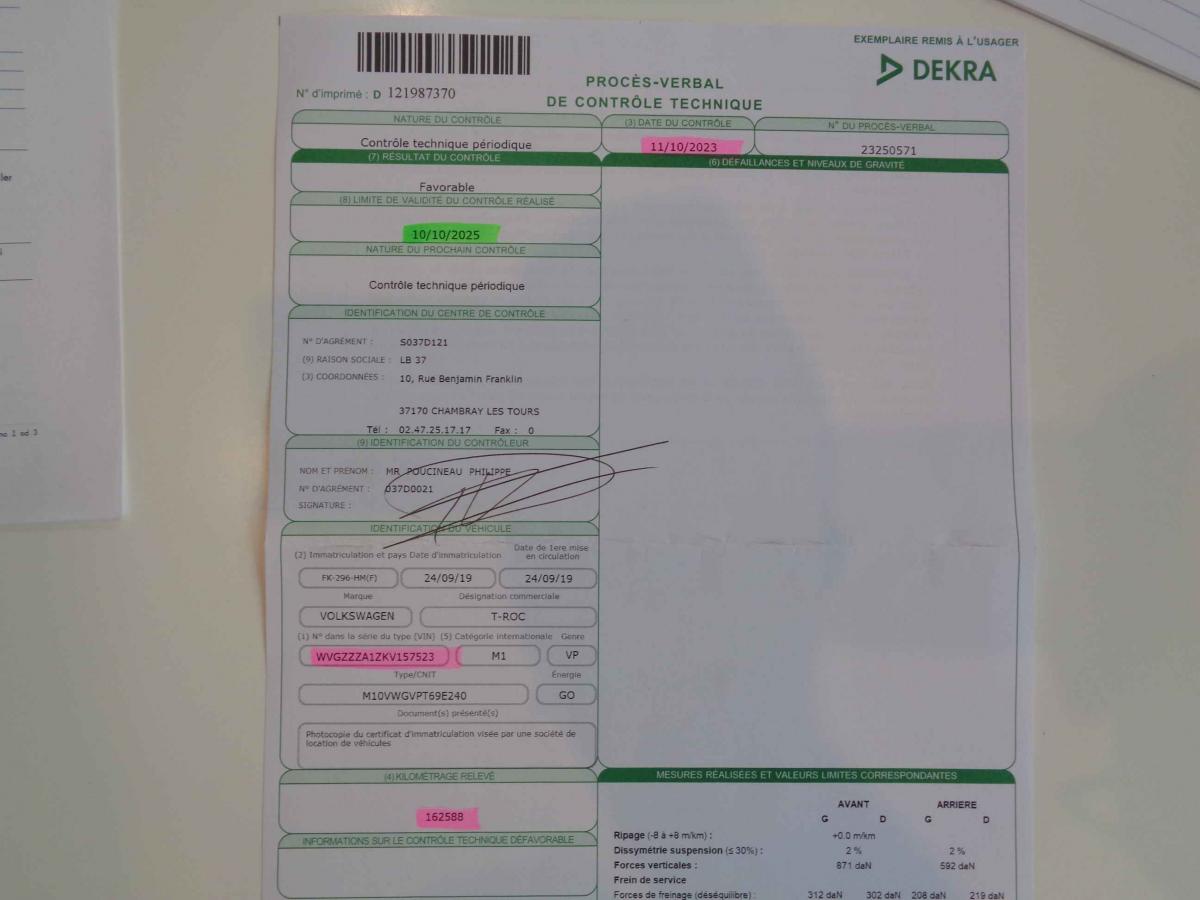 EXEMPLAIRE REMIS À L'USAGER
DEKRA
N° d'imprimé : D 121987370
PROCÈS-VERBAL
DE CONTRÔLE TECHNIQUE
NATURE DU CONTRÔLE
Contrôle technique périodique
(3) DATE DU CONTRÔLE
11/10/2023
N° DU PROCÈS-VERBAL
23250571
(7) RÉSULTAT DU CONTRÔLE
Favorable
(6) DÉFAILLANCES ET NIVEAUX DE GRAVITÉ
(8) LIMITE DE VALIDITÉ DU CONTRÔLE RÉALISÉ
10/10/2025
NATURE DU PROCHAIN CONTRÔLE
Contrôle technique périodique
IDENTIFICATION DU CENTRE DE CONTRÔLE
N° D'AGRÉMENT : S037D121
(9) RAISON SOCIALE : LB 37
(3) COORDONNÉES : 10, Rue Benjamin Franklin
37170 CHAMBRAY LES TOURS
Tél : 02.47.25.17.17 Fax : 0
(9) IDENTIFICATION DU CONTRÔLEUR
NOM ET PRÉNOM : MR POUCINEAU PHILIPPE
N° D'AGRÉMENT : 037D0021
SIGNATURE :
IDENTIFICATION DU VÉHICULE
(2) Immatriculation et pays Date d'immatriculation Date de 1ere mise en circulation
FK-296-HM(F) 24/09/19 24/09/19
Marque Désignation commerciale
VOLKSWAGEN T-ROC
(1) N° dans la série du type (VIN) (5) Catégorie internationale Genre
WVGZZZA1ZKV157523 M1 VP
Type/CNIT Énergie
M10VWGVPT69E240 GO
Document(s) présenté(s)
Photocopie du certificat d'immatriculation visée par une société de
location de véhicules
(4) KILOMÉTRAGE RELEVÉ
162588
INFORMATIONS SUR LE CONTRÔLE TECHNIQUE DÉFAVORABLE
MESURES RÉALISÉES ET VALEURS LIMITES CORRESPONDANTES
AVANT ARRIERE
G D G D
Ripage (-8 à +8 m/km) : +0.0 m/km
Dissymétrie suspension (≤ 30%) : 2 % 2 %
Forces verticales : 871 daN 592 daN
Frein de service
Forces de freinage (déséquilibre) : 312 daN 302 daN 208 daN 219 daN